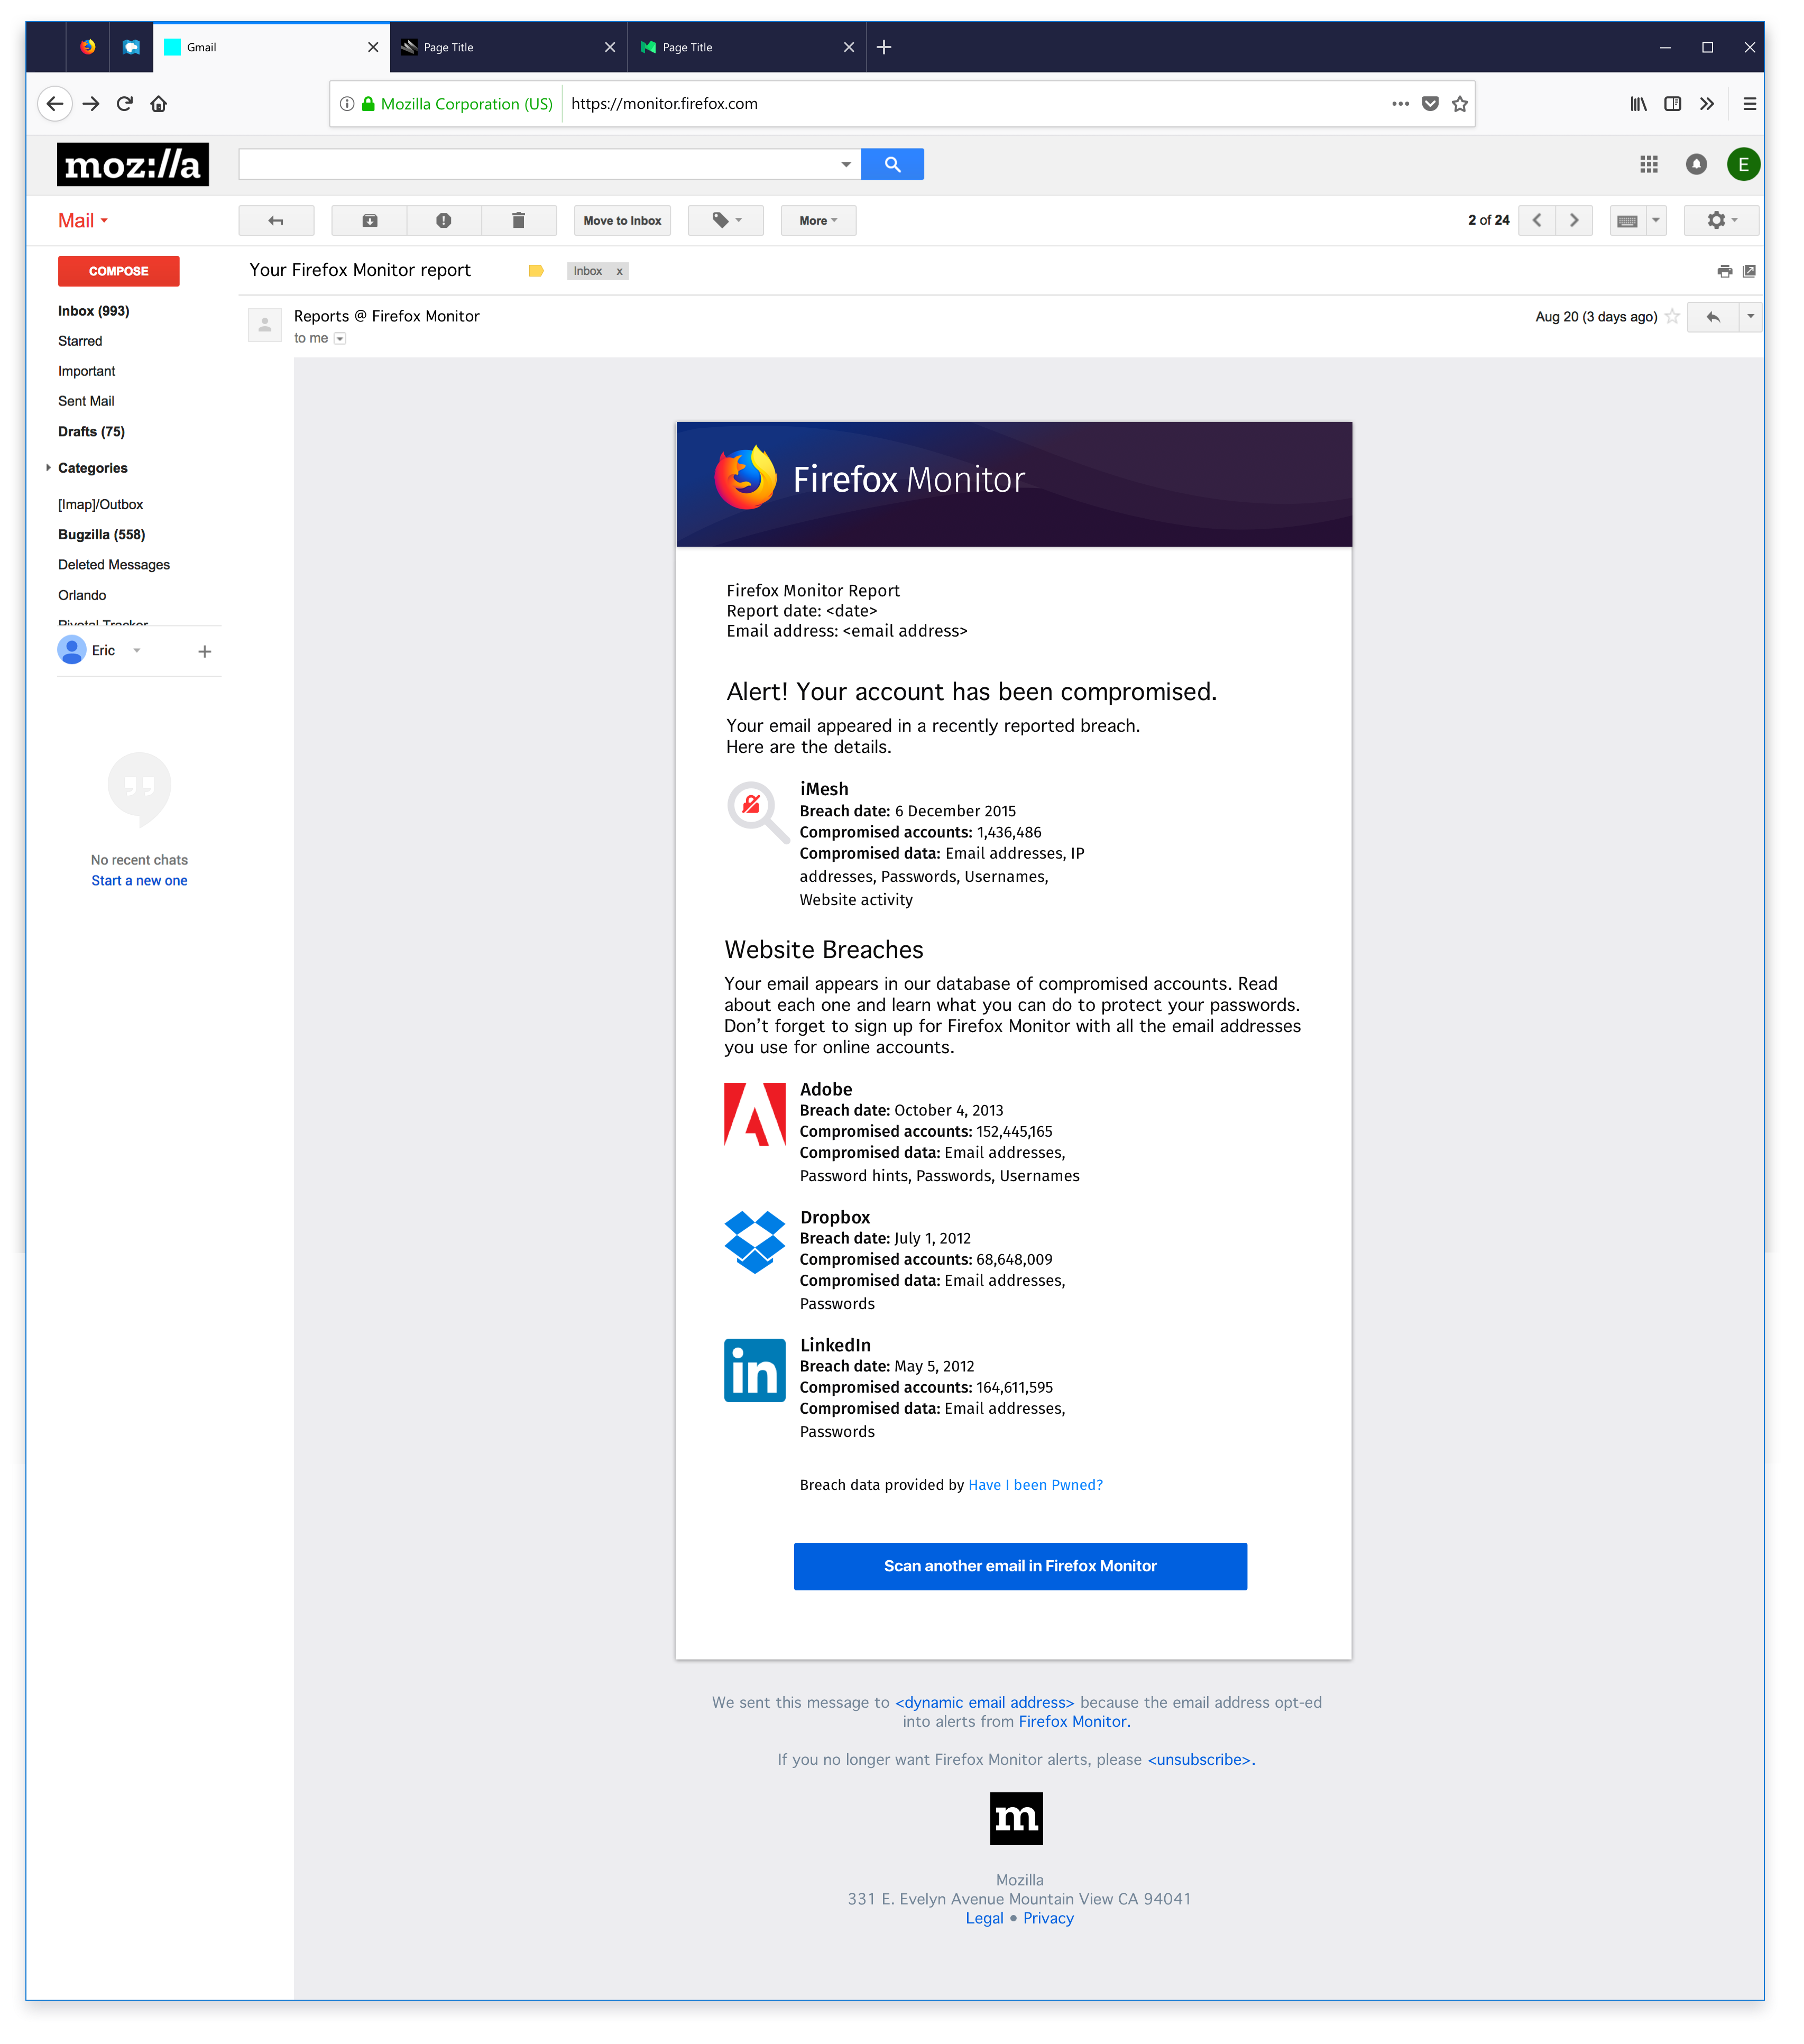 Gmail
Page Title
Page Title
Mozilla Corporation (US)
https://monitor.firefox.com
moz://a
E
Mail
Move to Inbox
More
2 of 24
COMPOSE
Your Firefox Monitor report
Inbox x
Inbox (993)
Starred
Important
Sent Mail
Drafts (75)
Categories
[Imap]/Outbox
Bugzilla (558)
Deleted Messages
Orlando
Pivotal Tracker
Eric
No recent chats
Start a new one
Reports @ Firefox Monitor
to me
Aug 20 (3 days ago)
Firefox Monitor
Firefox Monitor Report
Report date: <date>
Email address: <email address>
Alert! Your account has been compromised.
Your email appeared in a recently reported breach.
Here are the details.
iMesh
Breach date: 6 December 2015
Compromised accounts: 1,436,486
Compromised data: Email addresses, IP
addresses, Passwords, Usernames,
Website activity
Website Breaches
Your email appears in our database of compromised accounts. Read
about each one and learn what you can do to protect your passwords.
Don’t forget to sign up for Firefox Monitor with all the email addresses
you use for online accounts.
Adobe
Breach date: October 4, 2013
Compromised accounts: 152,445,165
Compromised data: Email addresses,
Password hints, Passwords, Usernames
Dropbox
Breach date: July 1, 2012
Compromised accounts: 68,648,009
Compromised data: Email addresses,
Passwords
in
LinkedIn
Breach date: May 5, 2012
Compromised accounts: 164,611,595
Compromised data: Email addresses,
Passwords
Breach data provided by Have I been Pwned?
Scan another email in Firefox Monitor
We sent this message to <dynamic email address> because the email address opt-ed
into alerts from Firefox Monitor.
If you no longer want Firefox Monitor alerts, please <unsubscribe>.
m
Mozilla
331 E. Evelyn Avenue Mountain View CA 94041
Legal • Privacy